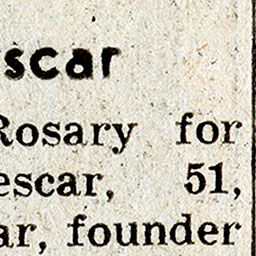 scar
Rosary for
escar, 51,
ar, founder